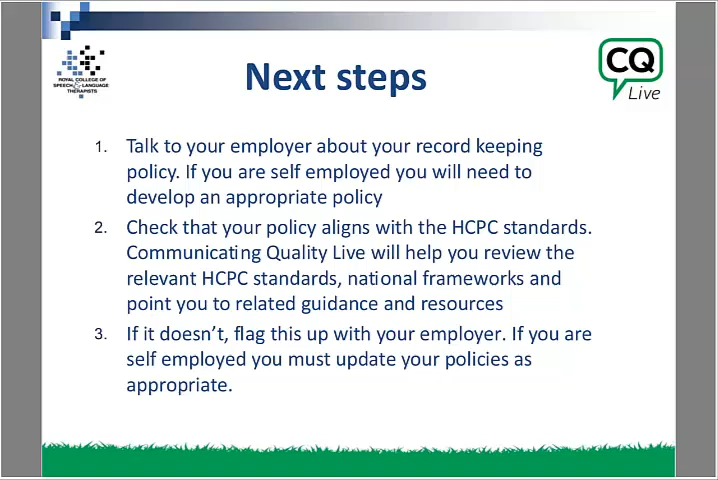 ROYAL COLLEGE OF
SPEECH & LANGUAGE
THERAPISTS
CQ
Live
Next steps
1. Talk to your employer about your record keeping
policy. If you are self employed you will need to
develop an appropriate policy
2. Check that your policy aligns with the HCPC standards.
Communicating Quality Live will help you review the
relevant HCPC standards, national frameworks and
point you to related guidance and resources
3. If it doesn’t, flag this up with your employer. If you are
self employed you must update your policies as
appropriate.